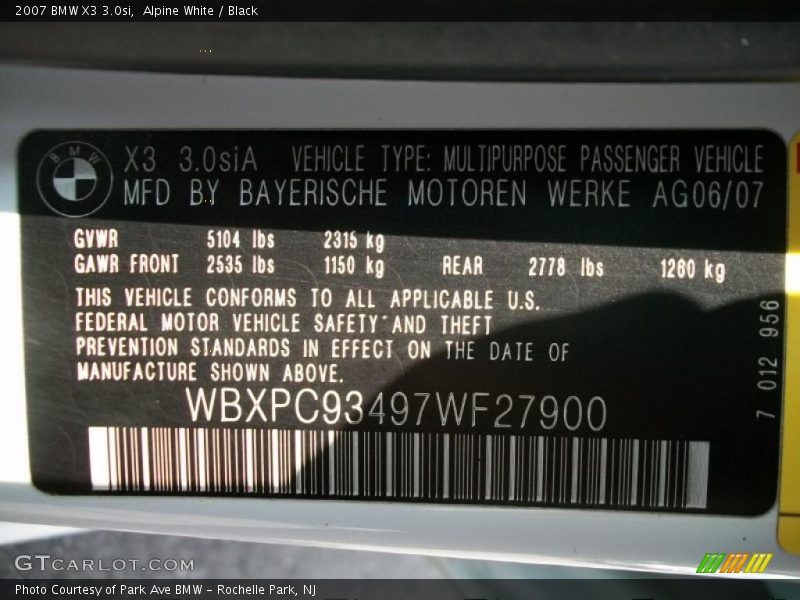 2007 BMW X3 3.0si,  Alpine White / Black
BMW
X3 3.0siA VEHICLE TYPE: MULTIPURPOSE PASSENGER VEHICLE
MFD BY BAYERISCHE MOTOREN WERKE AG06/07
GVWR 5104 lbs 2315 kg
GAWR FRONT 2535 lbs 1150 kg REAR 2778 lbs 1260 kg
THIS VEHICLE CONFORMS TO ALL APPLICABLE U.S.
FEDERAL MOTOR VEHICLE SAFETY AND THEFT
PREVENTION STANDARDS IN EFFECT ON THE DATE OF
MANUFACTURE SHOWN ABOVE.
WBXPC93497WF27900
7 012 956
GTCARLOT.COM
Photo Courtesy of Park Ave BMW - Rochelle Park, NJ